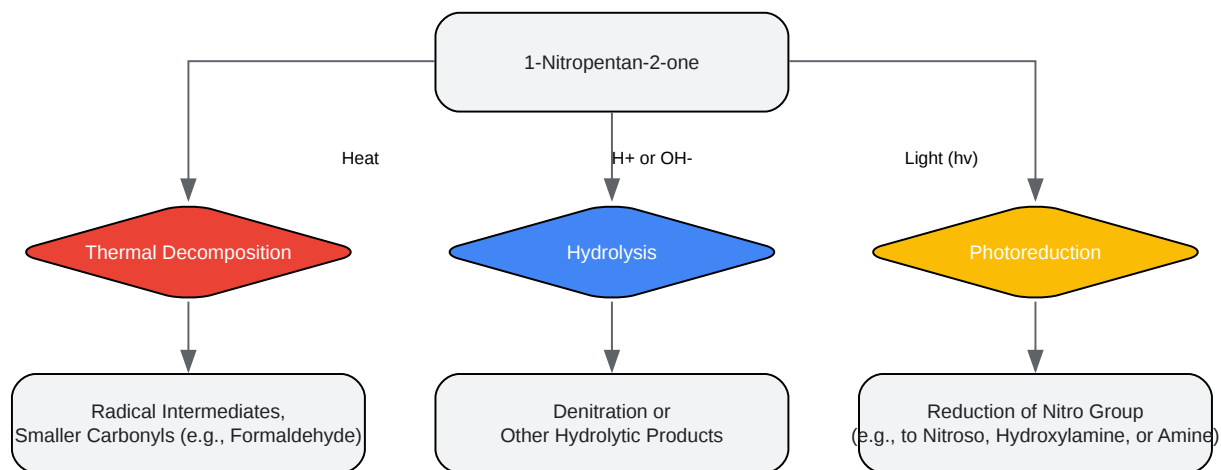 1-Nitropentan-2-one
Heat
H+ or OH-
Light (hv)
Thermal Decomposition
Hydrolysis
Photoreduction
Radical Intermediates,
Smaller Carbonyls (e.g., Formaldehyde)
Denitration or
Other Hydrolytic Products
Reduction of Nitro Group
(e.g., to Nitroso, Hydroxylamine, or Amine)